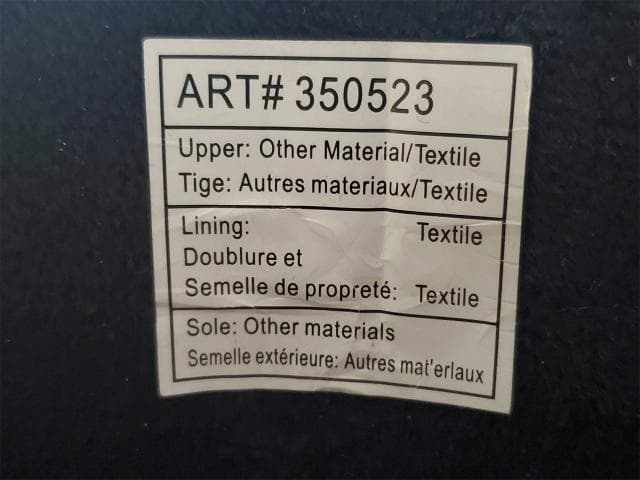 ART# 350523
Upper: Other Material/Textile
Tige: Autres materiaux/Textile
Lining: Textile
Doublure et
Semelle de propreté: Textile
Sole: Other materials
Semelle extérieure: Autres mat'erlaux